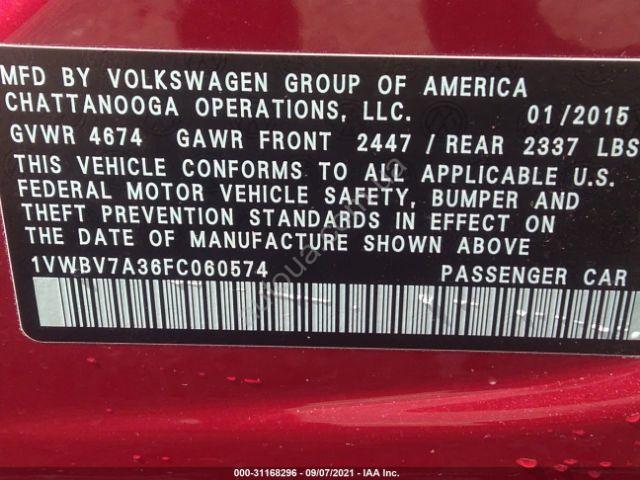 MFD BY VOLKSWAGEN GROUP OF AMERICA
CHATTANOOGA OPERATIONS, LLC. 01/2015
GVWR 4674 GAWR FRONT 2447 / REAR 2337 LBS
THIS VEHICLE CONFORMS TO ALL APPLICABLE U.S.
FEDERAL MOTOR VEHICLE SAFETY, BUMPER AND
THEFT PREVENTION STANDARDS IN EFFECT ON
THE DATE OF MANUFACTURE SHOWN ABOVE
1VWBV7A36FC060574 PASSENGER CAR
000-31168296 - 09/07/2021 - IAA Inc.